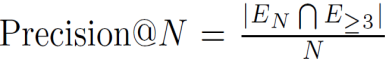 Precision@N = |E_N ⋂ E_≥3| / N